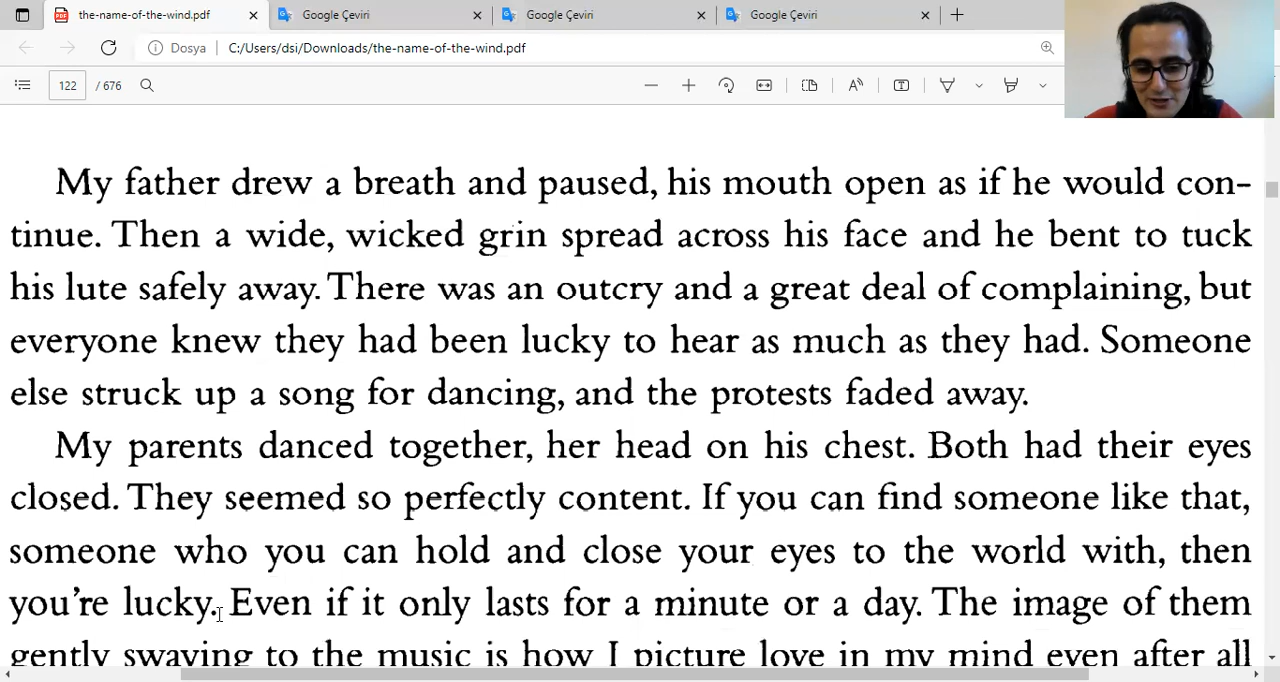 the-name-of-the-wind.pdf
Google Çeviri
Google Çeviri
Google Çeviri
Dosya
C:/Users/dsi/Downloads/the-name-of-the-wind.pdf
122 / 676
My father drew a breath and paused, his mouth open as if he would con-
tinue. Then a wide, wicked grin spread across his face and he bent to tuck
his lute safely away. There was an outcry and a great deal of complaining, but
everyone knew they had been lucky to hear as much as they had. Someone
else struck up a song for dancing, and the protests faded away.
My parents danced together, her head on his chest. Both had their eyes
closed. They seemed so perfectly content. If you can find someone like that,
someone who you can hold and close your eyes to the world with, then
you're lucky. Even if it only lasts for a minute or a day. The image of them
gently swaying to the music is how I picture love in my mind even after all